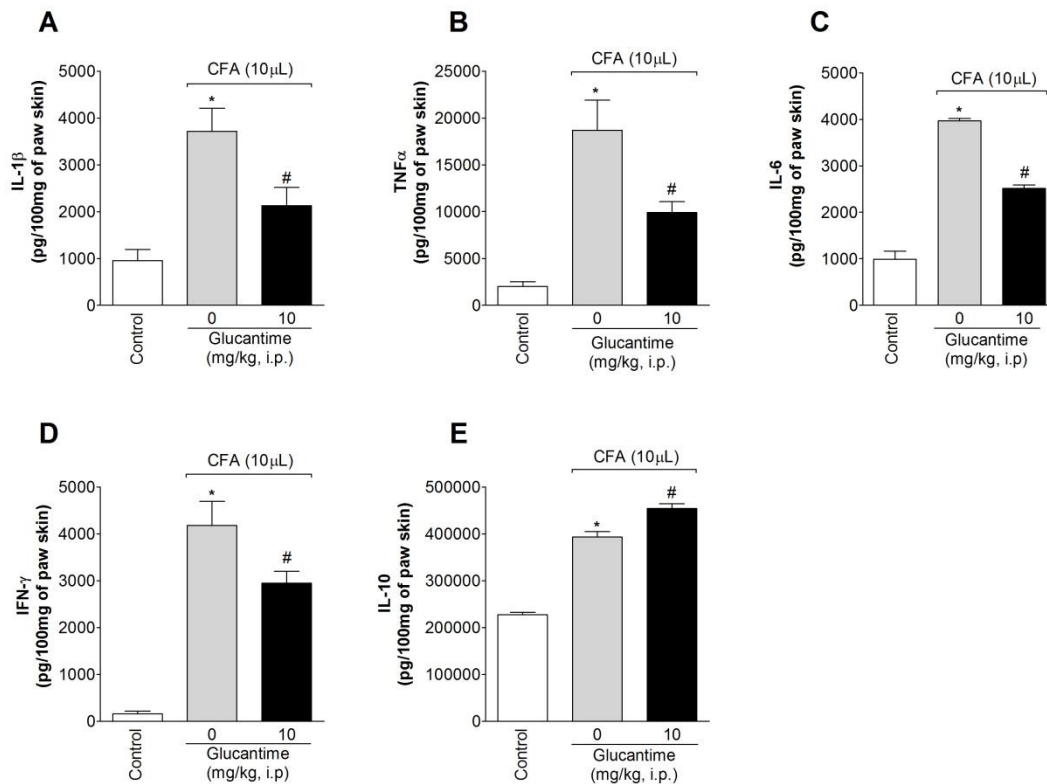 A
CFA (10μL)
5000
4000
3000
2000
1000
0
IL-1β
(pg/100mg of paw skin)
*
#
Control
0
10
Glucantime
(mg/kg, i.p.)
B
CFA (10μL)
25000
20000
15000
10000
5000
0
TNFα
(pg/100mg of paw skin)
*
#
Control
0
10
Glucantime
(mg/kg, i.p.)
C
CFA (10μL)
5000
4000
3000
2000
1000
0
IL-6
(pg/100mg of paw skin)
*
#
Control
0
10
Glucantime
(mg/kg, i.p.)
D
CFA (10μL)
5000
4000
3000
2000
1000
0
IFN-γ
(pg/100mg of paw skin)
*
#
Control
0
10
Glucantime
(mg/kg, i.p)
E
CFA (10μL)
500000
400000
300000
200000
100000
0
IL-10
(pg/100mg of paw skin)
*
#
Control
0
10
Glucantime
(mg/kg, i.p.)